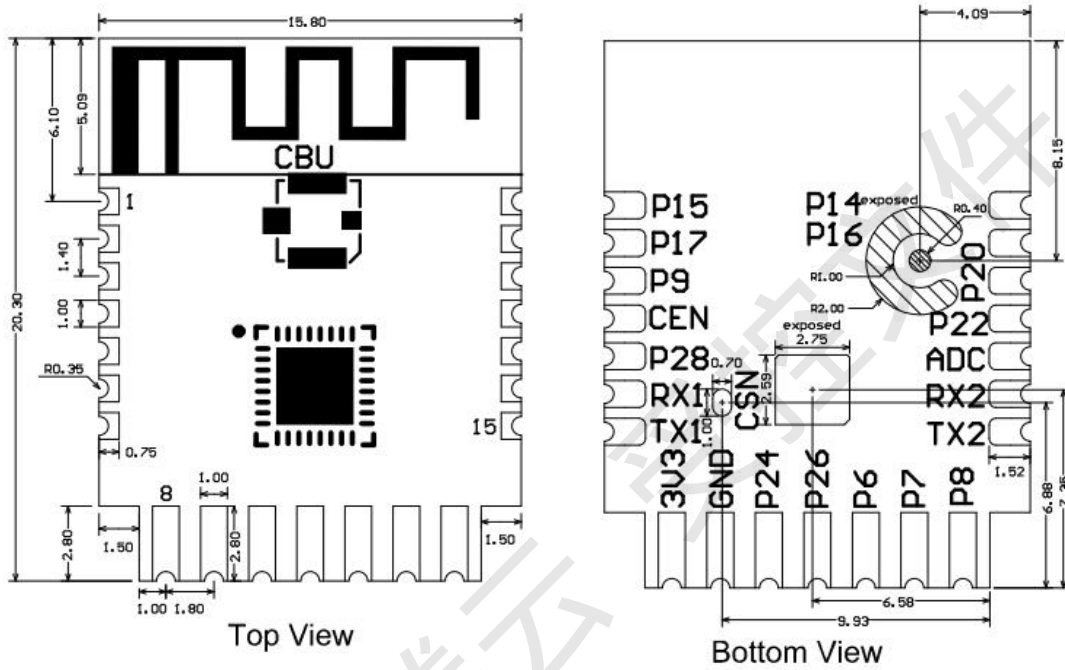 15.80
4.09
20.30
6.10
5.09
8.15
CBU
1
P15
P14
exposed
R0.40
P17
P16
1.40
P9
R1.00
P20
1.00
CEN
R2.00
P22
exposed
2.75
P28
0.70
ADC
R0.35
RX1
CSN
2.59
RX2
15
TX1
1.00
TX2
0.75
1.52
8
1.00
3V3
GND
P24
P26
P6
P7
P8
6.88
7.35
2.80
1.50
2.80
1.50
1.00
1.80
6.58
9.93
Top View
Bottom View
文件